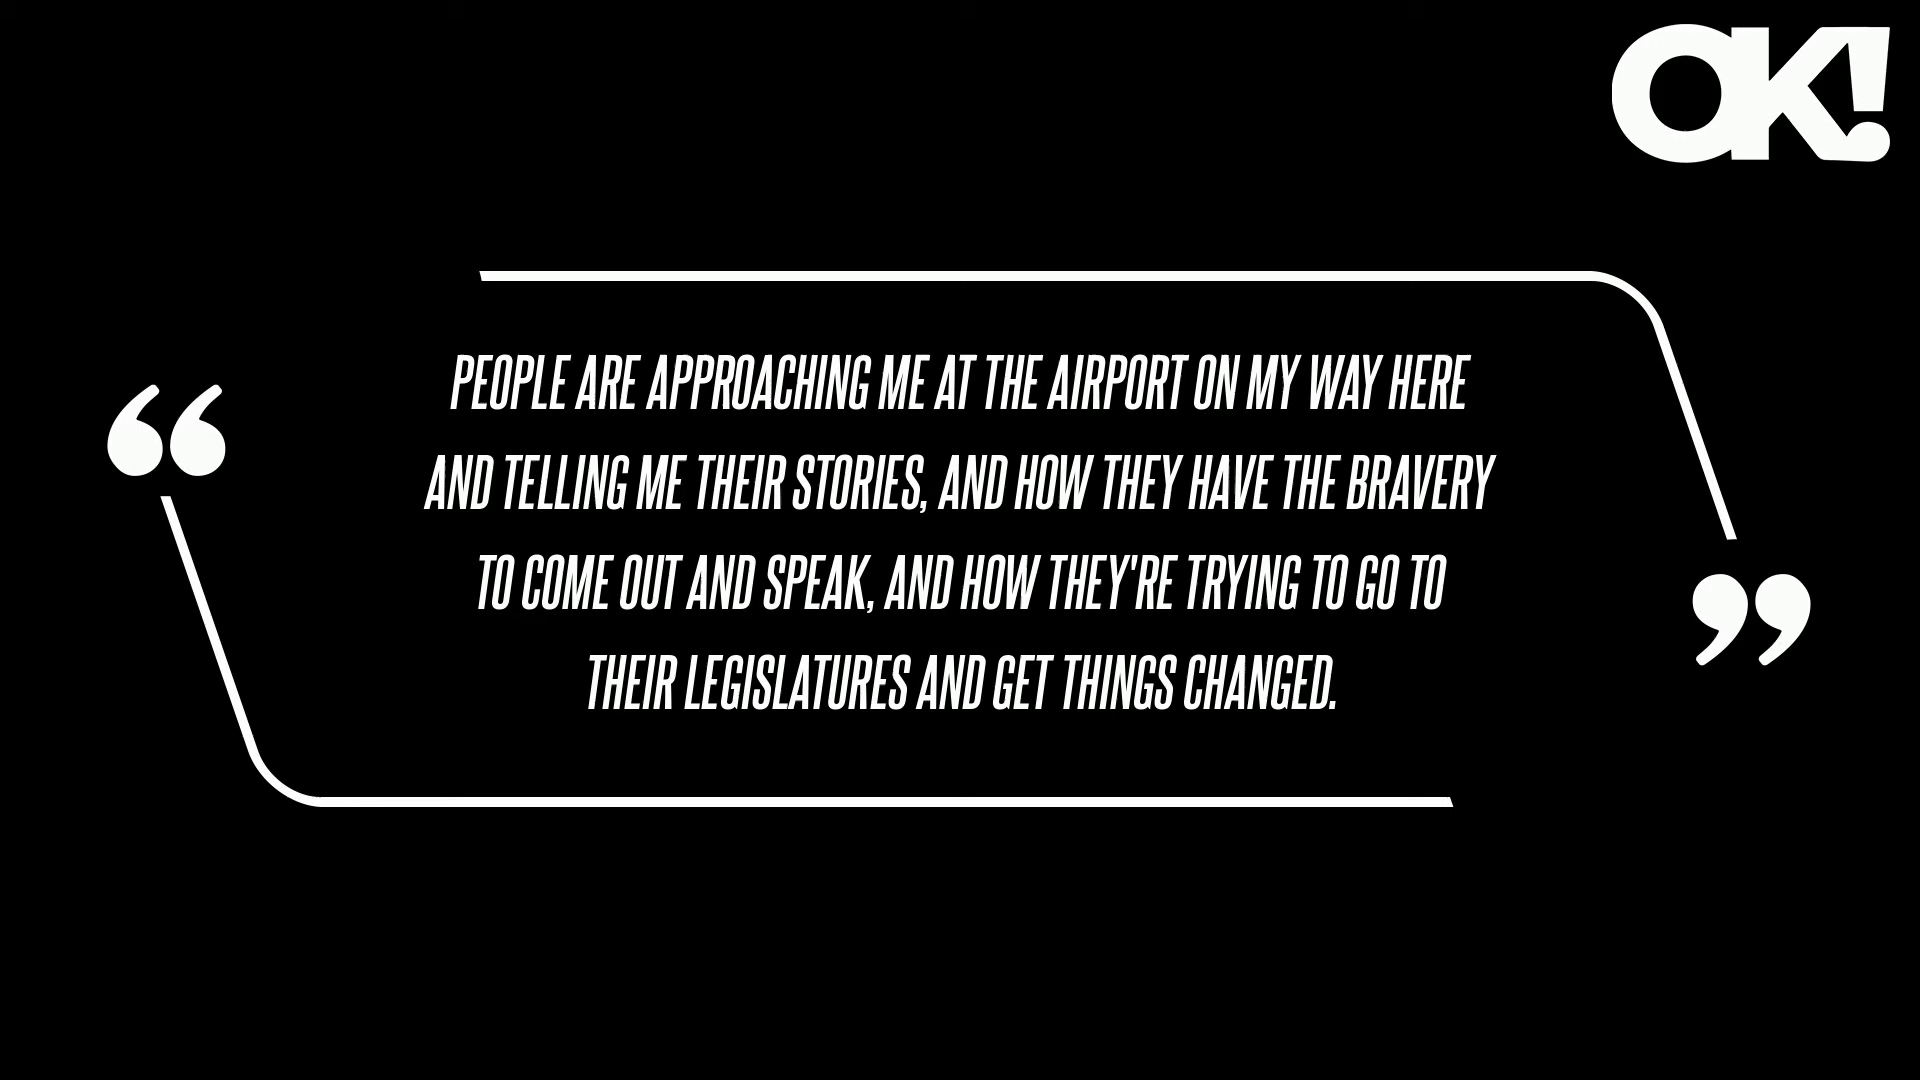 OK!
“
PEOPLE ARE APPROACHING ME AT THE AIRPORT ON MY WAY HERE
AND TELLING ME THEIR STORIES, AND HOW THEY HAVE THE BRAVERY
TO COME OUT AND SPEAK, AND HOW THEY'RE TRYING TO GO TO
THEIR LEGISLATURES AND GET THINGS CHANGED.
”